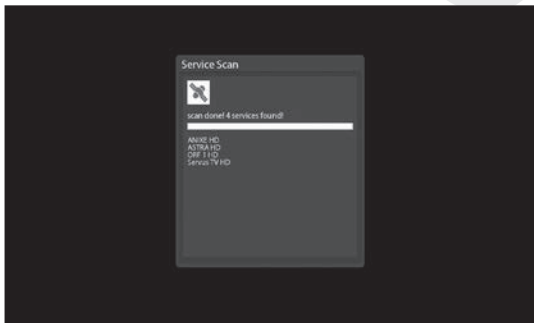 Service Scan
scan done! 4 services found!
ANIXE HD
ASTRA HD
ORF 1 HD
Servus TV HD